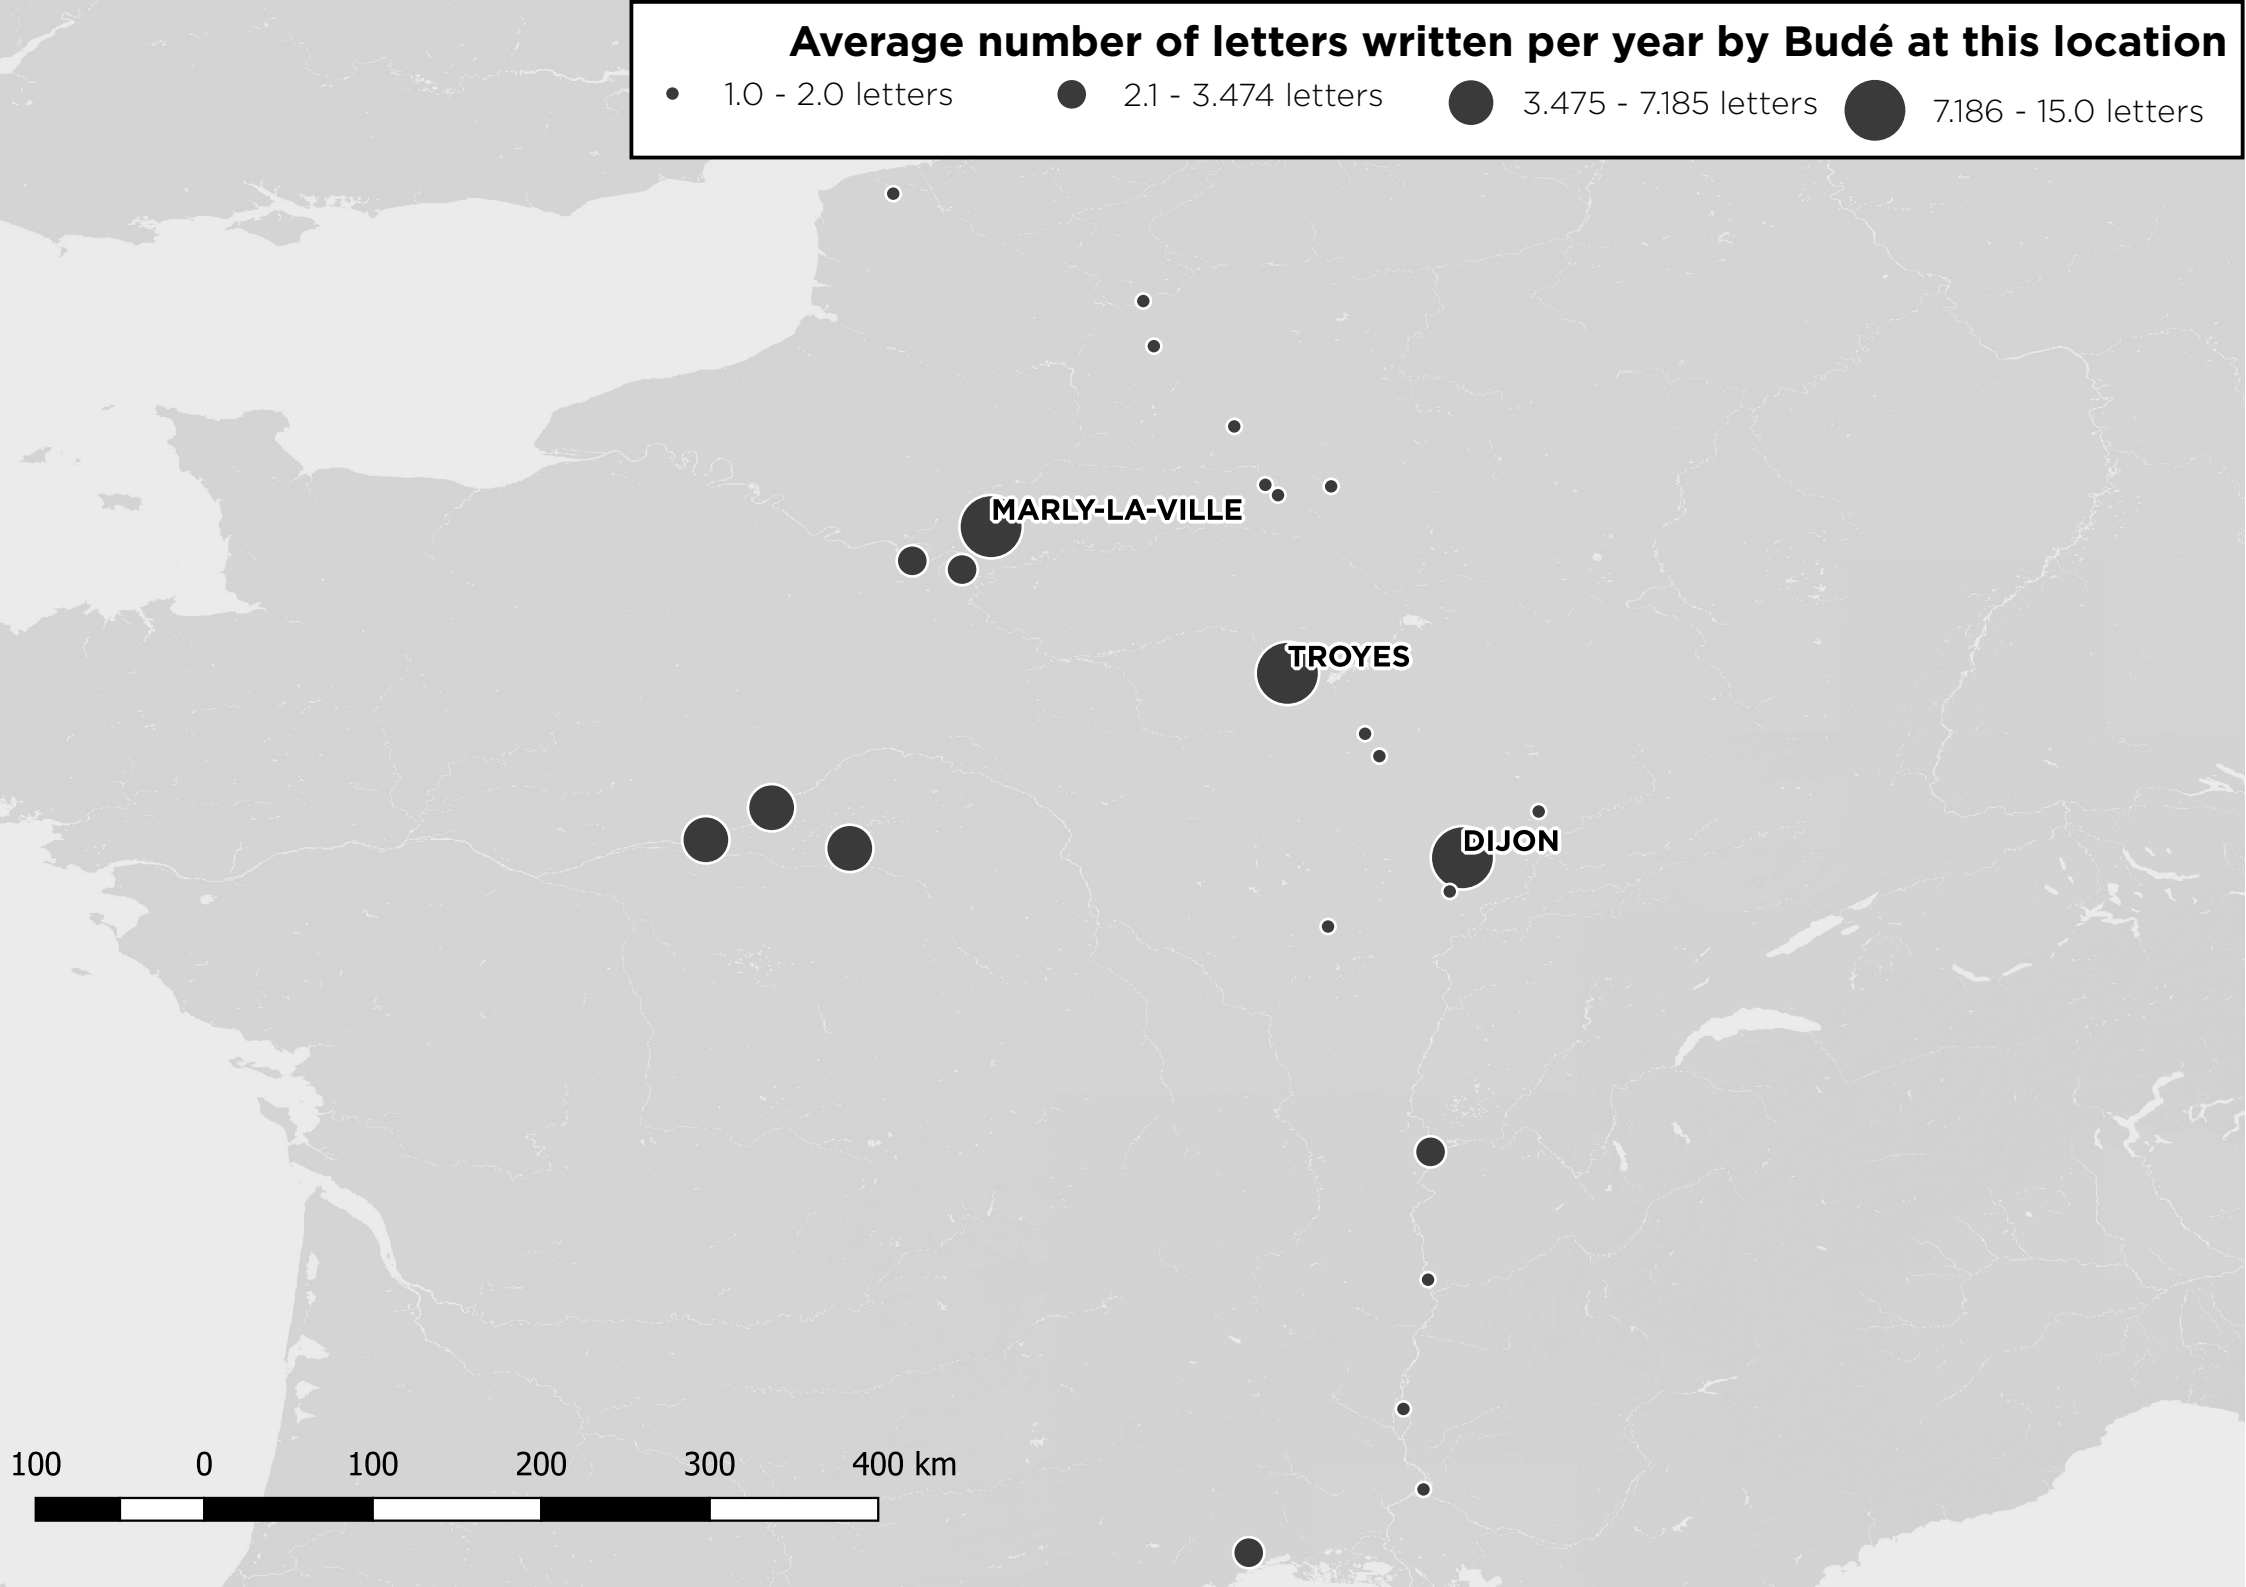 Average number of letters written per year by Budé at this location
1.0 - 2.0 letters 2.1 - 3.474 letters 3.475 - 7.185 letters 7.186 - 15.0 letters
MARLY-LA-VILLE
TROYES
DIJON
100 0 100 200 300 400 km